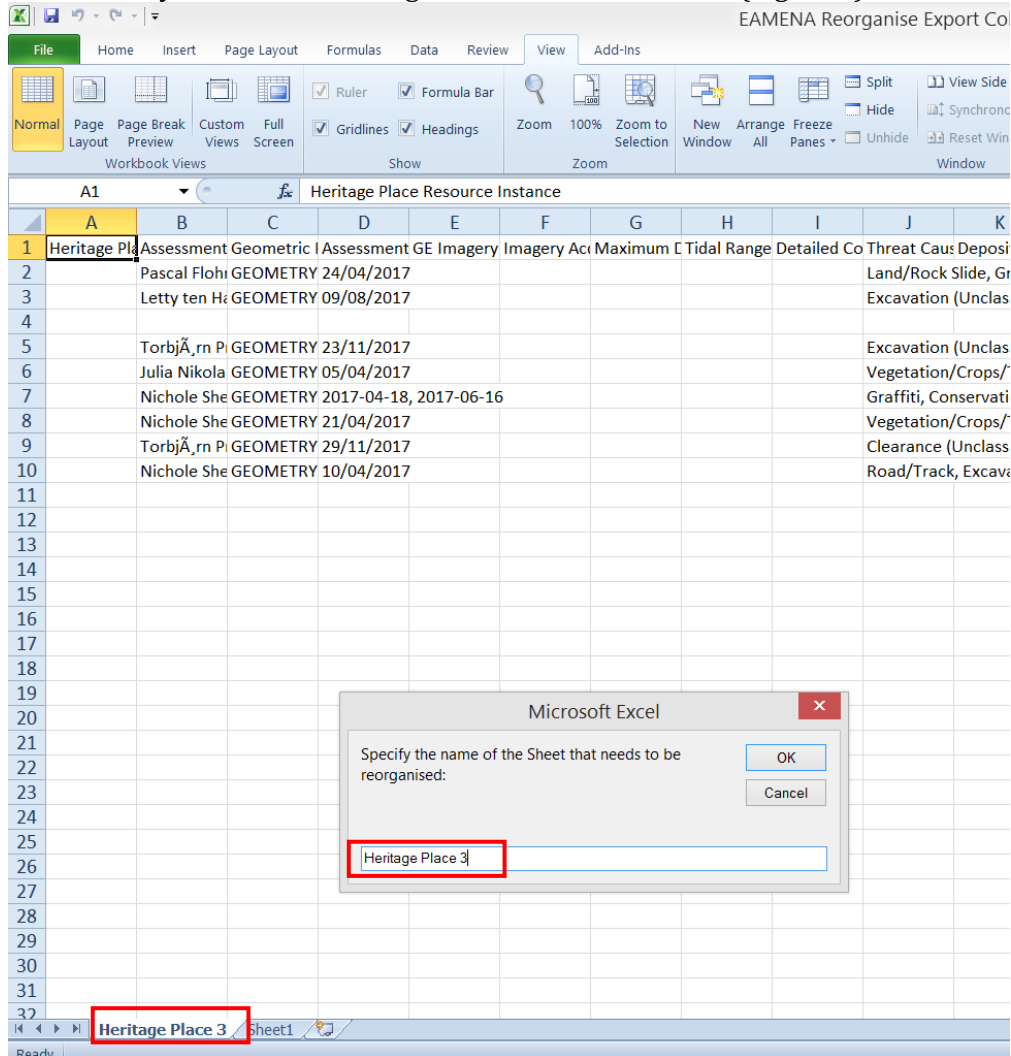 EAMENA Reorganise Export Col
File Home Insert Page Layout Formulas Data Review View Add-Ins
Normal Page Layout Page Break Preview Custom Views Full Screen
Workbook Views
Ruler Formula Bar
Gridlines Headings
Show
Zoom 100% Zoom to Selection
Zoom
New Window Arrange All Freeze Panes
Split
Hide
Unhide
View Side
Synchrono
Reset Win
Window
A1 fx Heritage Place Resource Instance
A B C D E F G H I J K
1 Heritage Pla Assessment Geometric I Assessment GE Imagery Imagery Acc Maximum D Tidal Range Detailed Co Threat Caus Deposi
2 Pascal Flohr GEOMETRY 24/04/2017 Land/Rock Slide, Gr
3 Letty ten Ha GEOMETRY 09/08/2017 Excavation (Unclas
4
5 TorbjÃ¸rn Pr GEOMETRY 23/11/2017 Excavation (Unclas
6 Julia Nikola GEOMETRY 05/04/2017 Vegetation/Crops/T
7 Nichole She GEOMETRY 2017-04-18, 2017-06-16 Graffiti, Conservati
8 Nichole She GEOMETRY 21/04/2017 Vegetation/Crops/T
9 TorbjÃ¸rn Pr GEOMETRY 29/11/2017 Clearance (Unclass
10 Nichole She GEOMETRY 10/04/2017 Road/Track, Excava
11
12
13
14
15
16
17
18
19
20
21
22
23
24
25
26
27
28
29
30
31
32
Microsoft Excel
Specify the name of the Sheet that needs to be
reorganised:
OK
Cancel
Heritage Place 3
Heritage Place 3 Sheet1
Ready